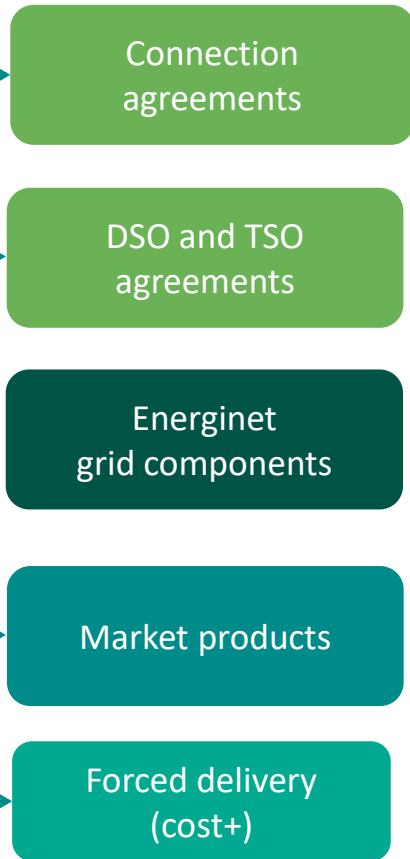 Connection
agreements
DSO and TSO
agreements
Energinet
grid components
Market products
Forced delivery
(cost+)